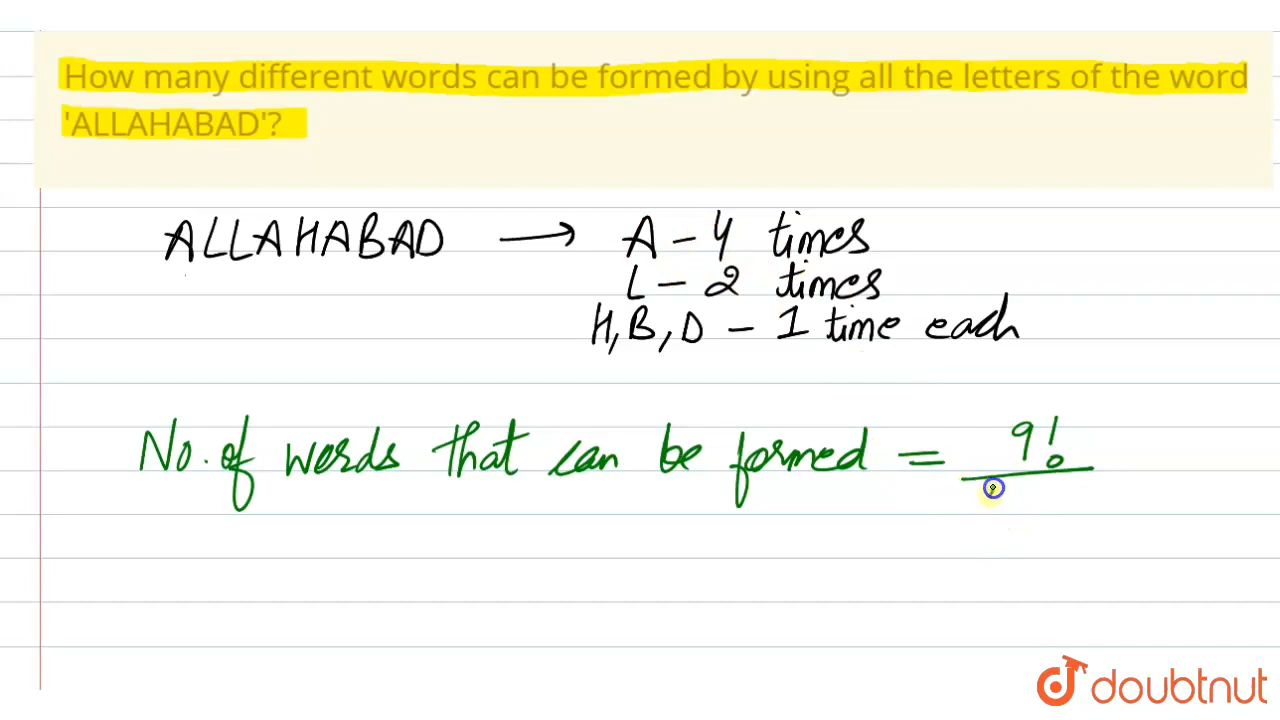 How many different words can be formed by using all the letters of the word
'ALLAHABAD'?
ALLAHABAD → A - 4 times
L - 2 times
H, B, D - 1 time each
No. of words that can be formed = 9!
doubtnut